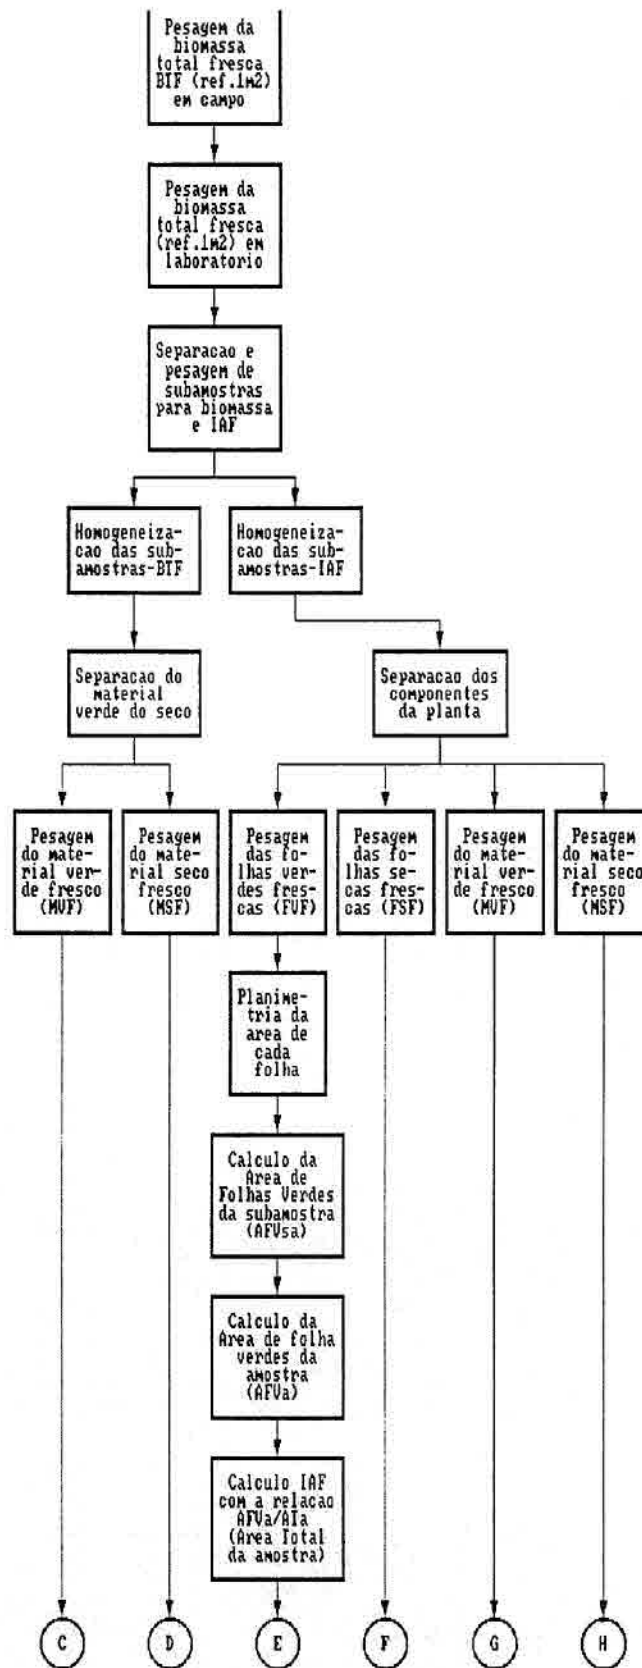 Pesagem da
biomassa
total fresca
BTF (ref.1m2)
em campo
Pesagem da
biomassa
total fresca
(ref.1m2) em
laboratorio
Separacao e
pesagem de
subamostras
para biomassa
e IAF
Homogeneiza-
cao das sub-
amostras-BTF
Homogeneiza-
cao das sub-
amostras-IAF
Separacao do
material
verde do seco
Separacao dos
componentes
da planta
Pesagem
do mate-
rial ver-
de fresco
(MVF)
Pesagem
do material
seco
fresco
(MSF)
Pesagem
das fo-
lhas ver-
des fres-
cas (FVF)
Pesagem
das fo-
lhas se-
cas fres-
cas (FSF)
Pesagem
do mate-
rial ver-
de fresco
(MVF)
Pesagem
do mate-
rial seco
fresco
(MSF)
Planime-
tria da
area de
cada
folha
Calculo da
Area de
Folhas Verdes
da subamostra
(AFVsa)
Calculo da
Area de folha
verdes da
amostra
(AFVa)
Calculo IAF
com a relacao
AFVa/ATa
(Area Total
da amostra)
C
D
E
F
G
H